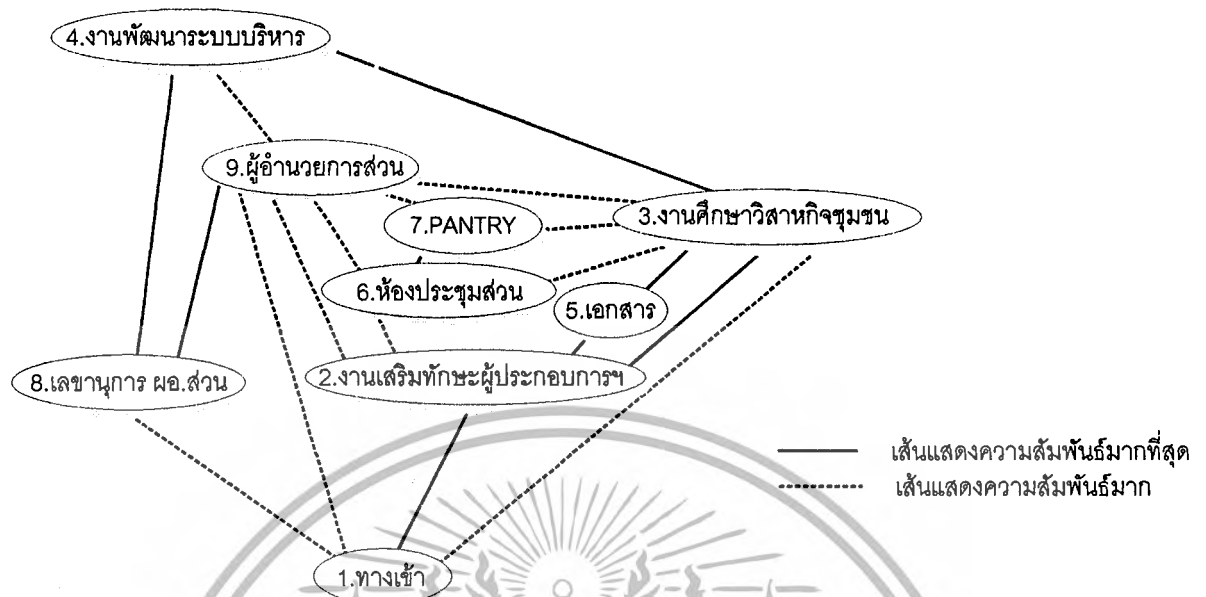 4.งานพัฒนาระบบบริหาร
9.ผู้อำนวยการส่วน
3.งานศึกษาวิสาหกิจชุมชน
7.PANTRY
6.ห้องประชุมส่วน
5.เอกสาร
8.เลขานุการ ผอ.ส่วน
2.งานเสริมทักษะผู้ประกอบการฯ
เส้นแสดงความสัมพันธ์มากที่สุด
เส้นแสดงความสัมพันธ์มาก
1.ทางเข้า